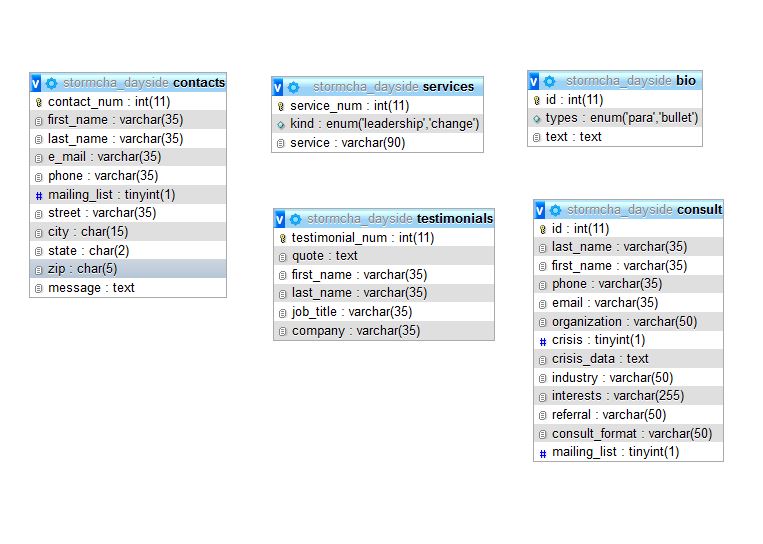 v stormcha_dayside contacts
contact_num : int(11)
first_name : varchar(35)
last_name : varchar(35)
e_mail : varchar(35)
phone : varchar(35)
# mailing_list : tinyint(1)
street : varchar(35)
city : char(15)
state : char(2)
zip : char(5)
message : text
v stormcha_dayside services
service_num : int(11)
kind : enum('leadership','change')
service : varchar(90)
v stormcha_dayside testimonials
testimonial_num : int(11)
quote : text
first_name : varchar(35)
last_name : varchar(35)
job_title : varchar(35)
company : varchar(35)
v stormcha_dayside bio
id : int(11)
types : enum('para','bullet')
text : text
v stormcha_dayside consult
id : int(11)
last_name : varchar(35)
first_name : varchar(35)
phone : varchar(35)
email : varchar(35)
organization : varchar(50)
# crisis : tinyint(1)
crisis_data : text
industry : varchar(50)
interests : varchar(255)
referral : varchar(50)
consult_format : varchar(50)
# mailing_list : tinyint(1)